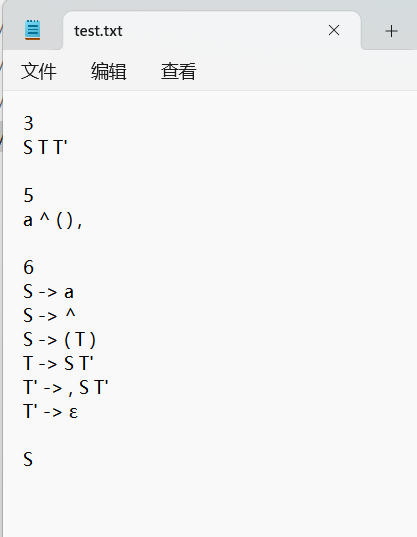 test.txt
文件 编辑 查看
3
S T T'
5
a ^ ( ) ,
6
S -> a
S -> ^
S -> ( T )
T -> S T'
T' -> , S T'
T' -> ε
S